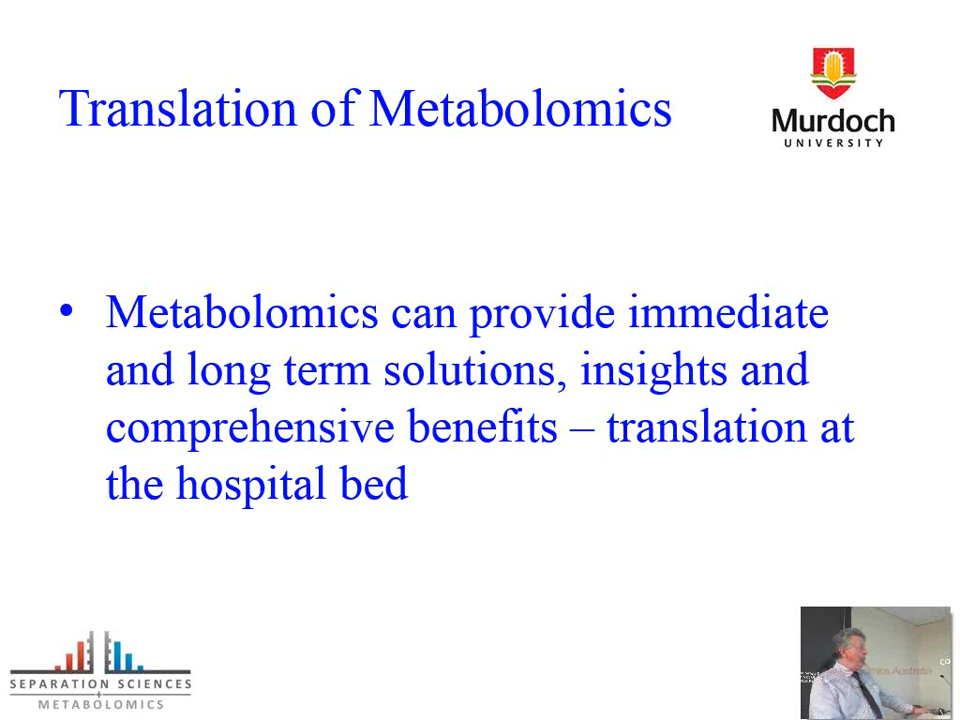 Translation of Metabolomics
Murdoch
UNIVERSITY
• Metabolomics can provide immediate
and long term solutions, insights and
comprehensive benefits – translation at
the hospital bed
SEPARATION SCIENCES
METABOLOMICS